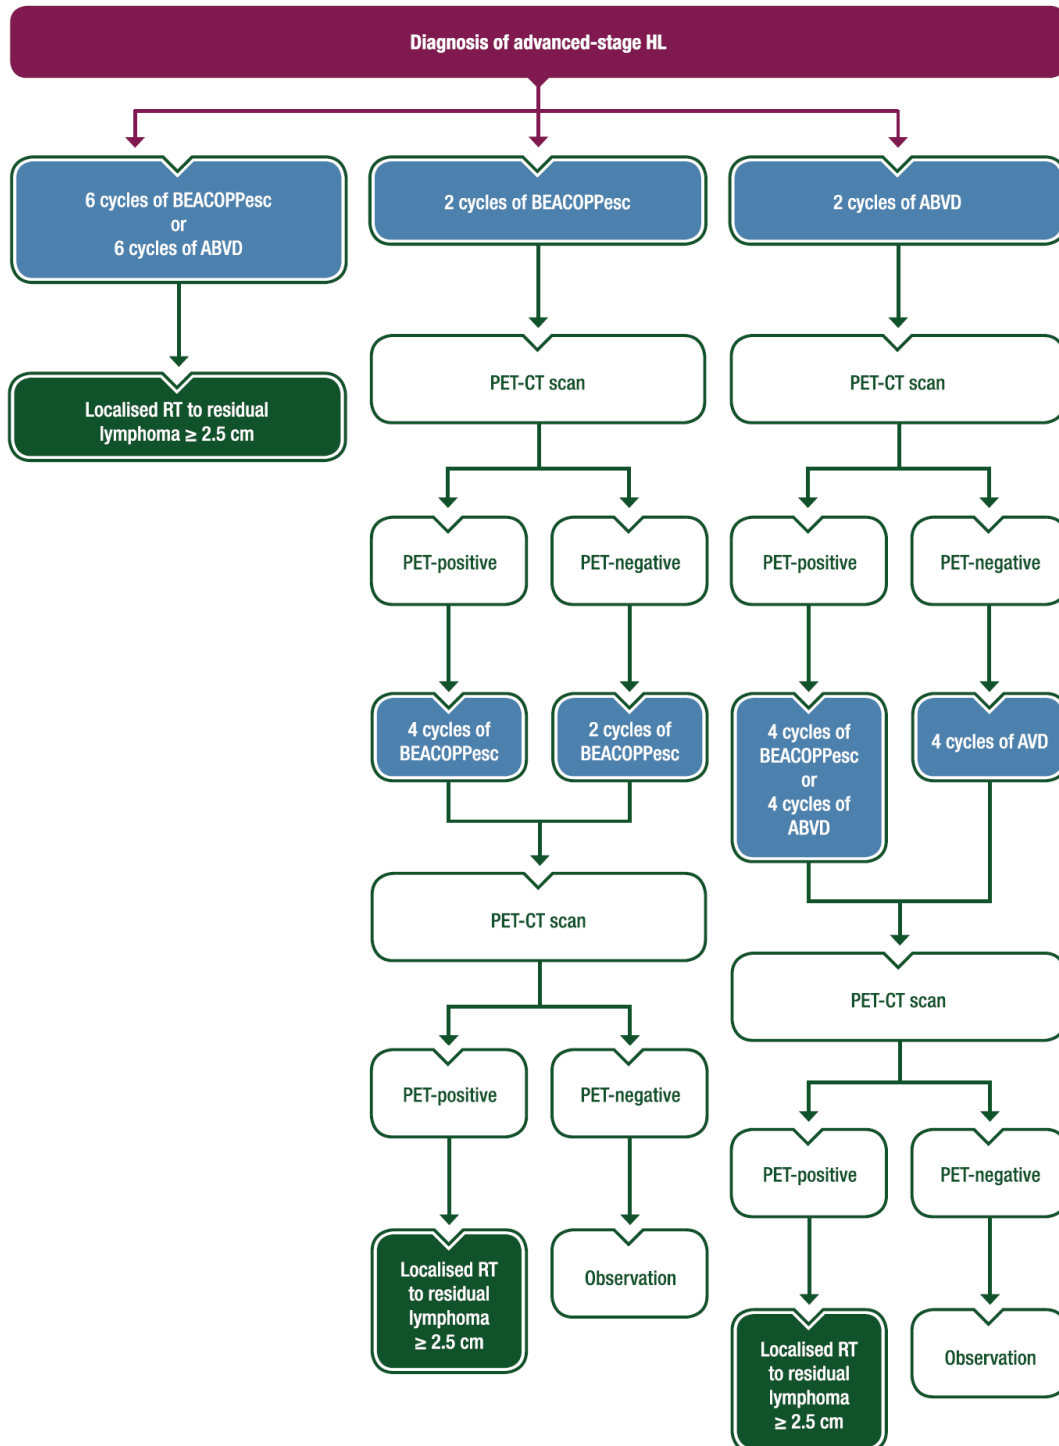 Diagnosis of advanced-stage HL
6 cycles of BEACOPPesc
or
6 cycles of ABVD
2 cycles of BEACOPPesc
2 cycles of ABVD
PET-CT scan
PET-CT scan
Localised RT to residual
lymphoma ≥ 2.5 cm
PET-positive
PET-negative
PET-positive
PET-negative
4 cycles of
BEACOPPesc
2 cycles of
BEACOPPesc
4 cycles of
BEACOPPesc
or
4 cycles of
ABVD
4 cycles of AVD
PET-CT scan
PET-CT scan
PET-positive
PET-negative
PET-positive
PET-negative
Localised RT
to residual
lymphoma
≥ 2.5 cm
Observation
Localised RT
to residual
lymphoma
≥ 2.5 cm
Observation